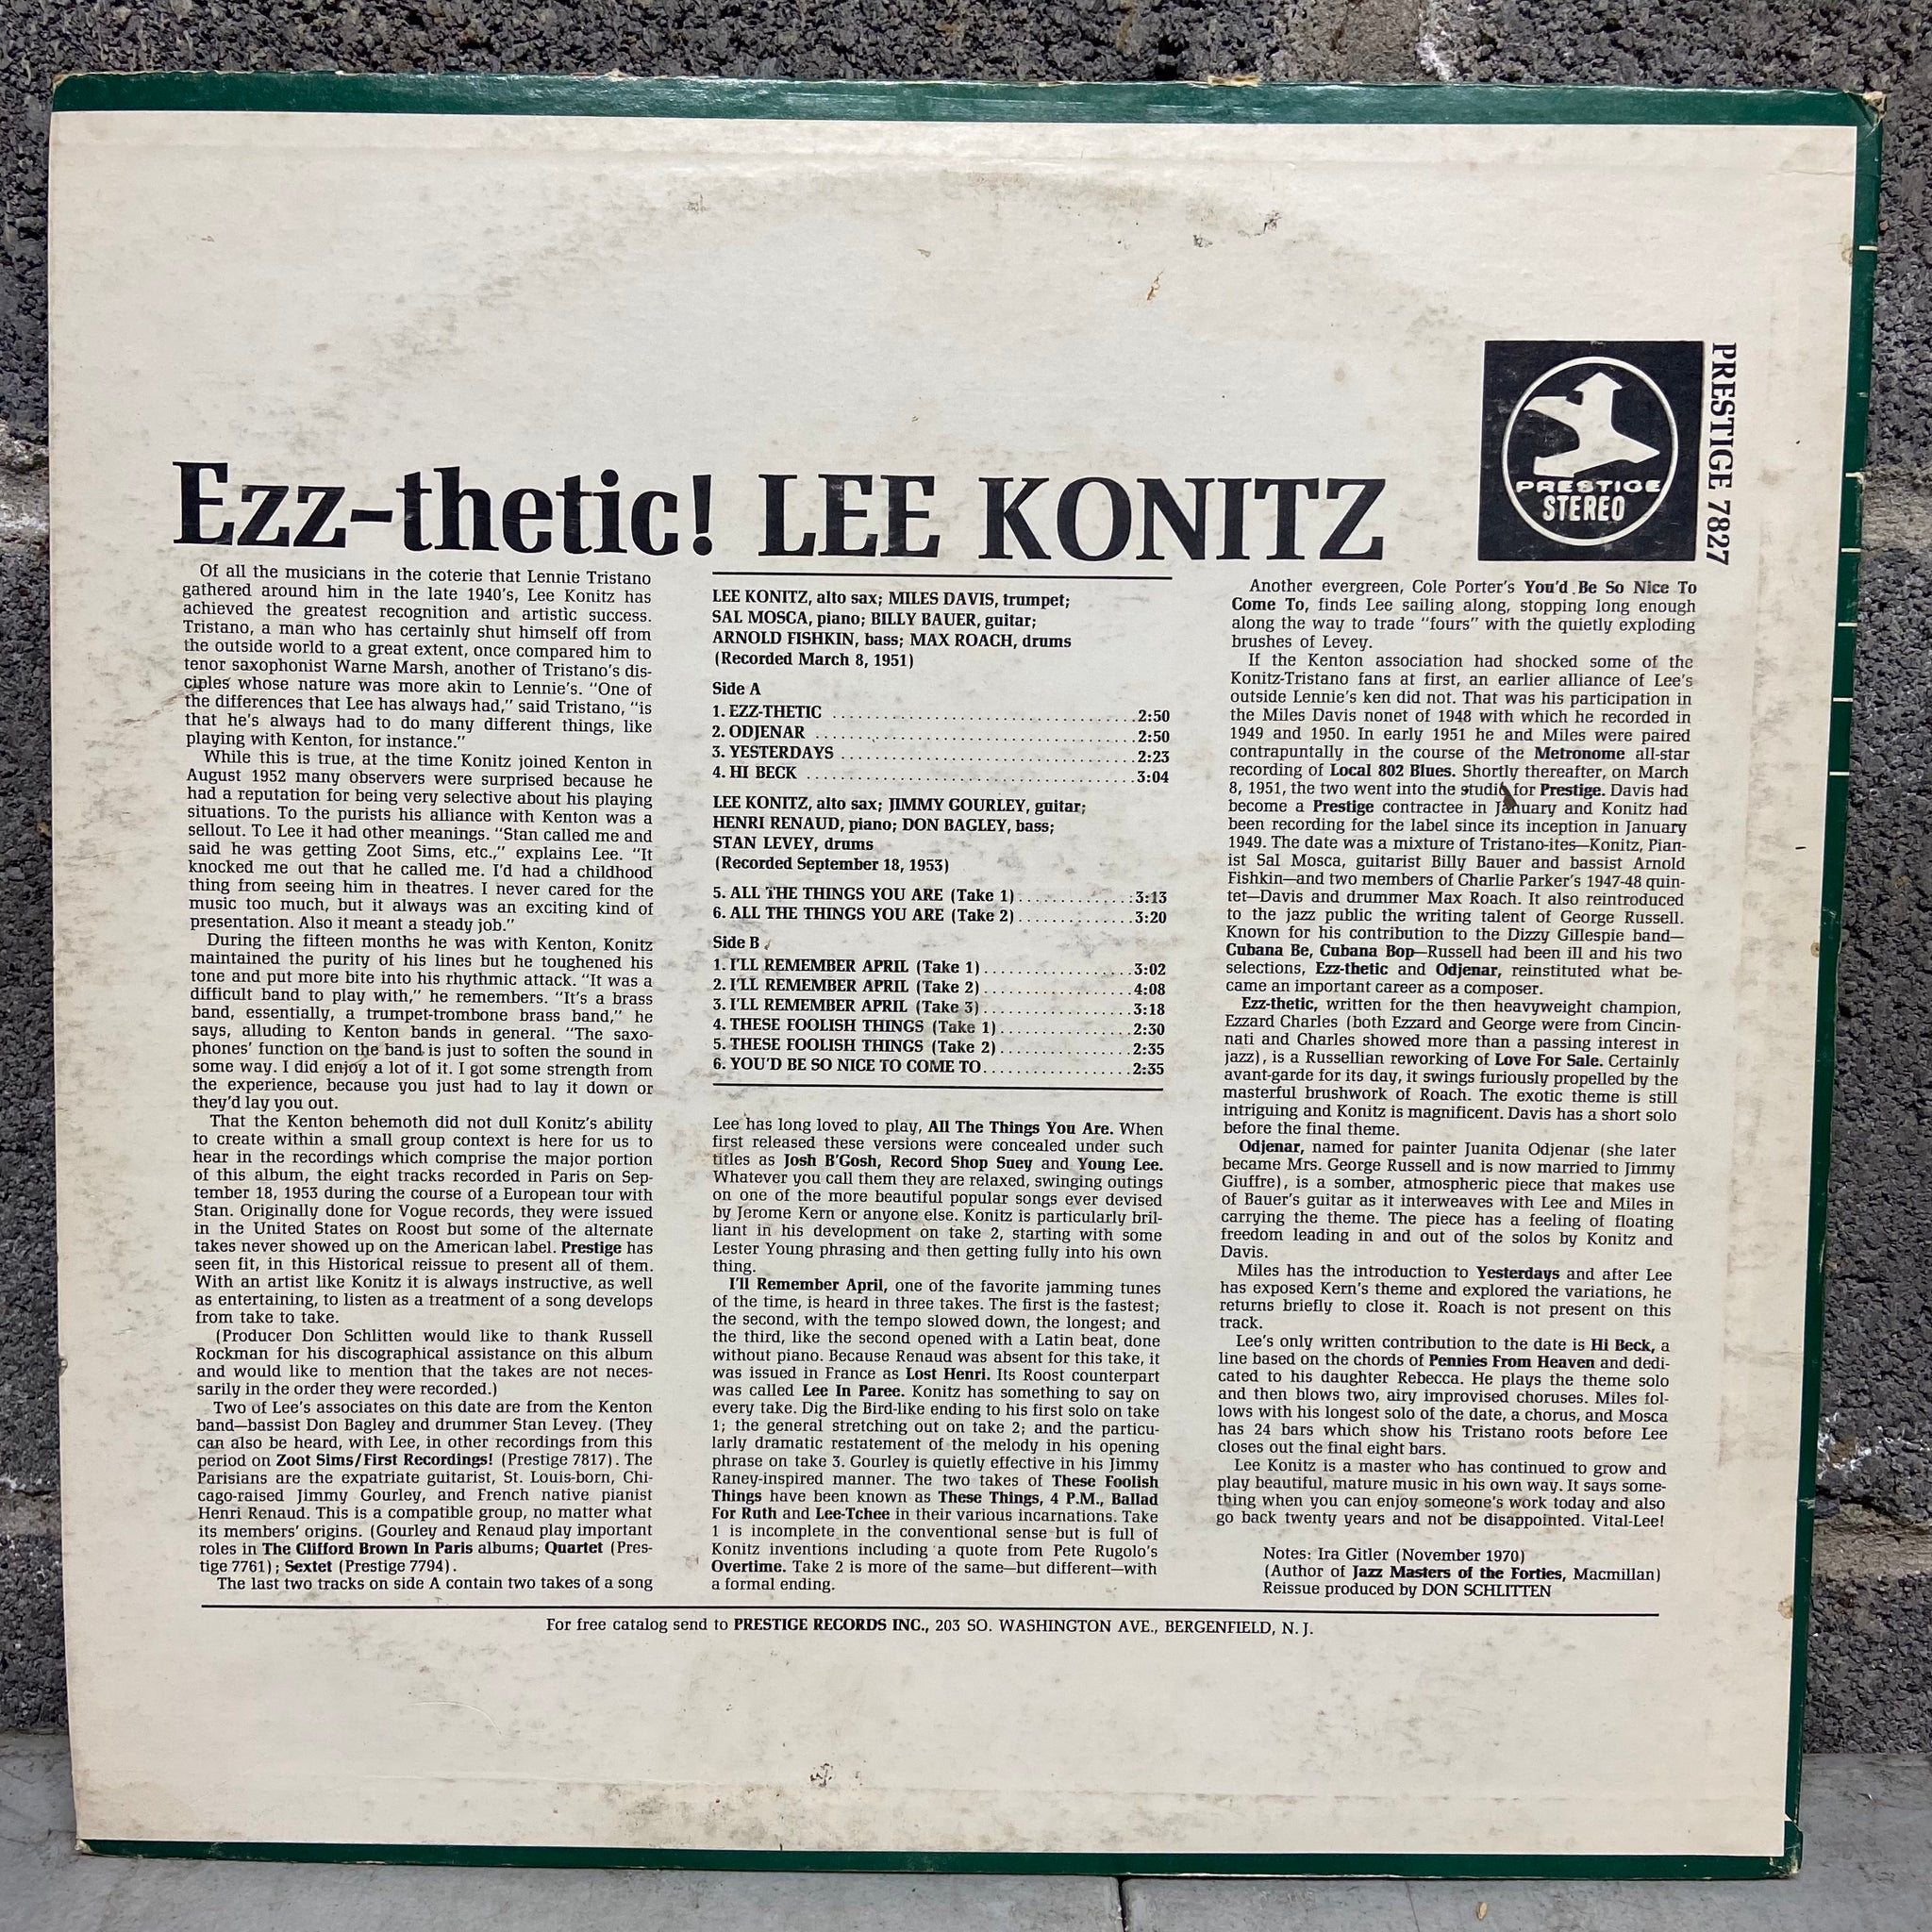 PRESTIGE
STEREO
PRESTIGE 7827
Ezz-thetic! LEE KONITZ
Of all the musicians in the coterie that Lennie Tristano
gathered around him in the late 1940's, Lee Konitz has
achieved the greatest recognition and artistic success.
Tristano, a man who has certainly shut himself off from
the outside world to a great extent, once compared him to
tenor saxophonist Warne Marsh, another of Tristano's dis-
ciples whose nature was more akin to Lennie's. "One of
the differences that Lee has always had," said Tristano, "is
that he's always had to do many different things, like
playing with Kenton, for instance."
While this is true, at the time Konitz joined Kenton in
August 1952 many observers were surprised because he
had a reputation for being very selective about his playing
situations. To the purists his alliance with Kenton was a
sellout. To Lee it had other meanings. "Stan called me and
said he was getting Zoot Sims, etc.," explains Lee. "It
knocked me out that he called me. I'd had a childhood
thing from seeing him in theatres. I never cared for the
music too much, but it always was an exciting kind of
presentation. Also it meant a steady job."
During the fifteen months he was with Kenton, Konitz
maintained the purity of his lines but he toughened his
tone and put more bite into his rhythmic attack. "It was a
difficult band to play with," he remembers. "It's a brass
band, essentially, a trumpet-trombone brass band," he
says, alluding to Kenton bands in general. "The saxo-
phones' function on the band is just to soften the sound in
some way. I did enjoy a lot of it. I got some strength from
the experience, because you just had to lay it down or
they'd lay you out.
That the Kenton behemoth did not dull Konitz's ability
to create within a small group context is here for us to
hear in the recordings which comprise the major portion
of this album, the eight tracks recorded in Paris on Sep-
tember 18, 1953 during the course of a European tour with
Stan. Originally done for Vogue records, they were issued
in the United States on Roost but some of the alternate
takes never showed up on the American label. Prestige has
seen fit, in this Historical reissue to present all of them.
With an artist like Konitz it is always instructive, as well
as entertaining, to listen as a treatment of a song develops
from take to take.
(Producer Don Schlitten would like to thank Russell
Rockman for his discographical assistance on this album
and would like to mention that the takes are not neces-
sarily in the order they were recorded.)
Two of Lee's associates on this date are from the Kenton
band—bassist Don Bagley and drummer Stan Levey. (They
can also be heard, with Lee, in other recordings from this
period on Zoot Sims/First Recordings! (Prestige 7817). The
Parisians are the expatriate guitarist, St. Louis-born, Chi-
cago-raised Jimmy Gourley, and French native pianist
Henri Renaud. This is a compatible group, no matter what
its members' origins. (Gourley and Renaud play important
roles in The Clifford Brown In Paris albums; Quartet (Pres-
tige 7761); Sextet (Prestige 7794).
The last two tracks on side A contain two takes of a song
LEE KONITZ, alto sax; MILES DAVIS, trumpet;
SAL MOSCA, piano; BILLY BAUER, guitar;
ARNOLD FISHKIN, bass; MAX ROACH, drums
(Recorded March 8, 1951)
Side A
1. EZZ-THETIC ........ 2:50
2. ODJENAR ........ 2:50
3. YESTERDAYS ........ 2:23
4. HI BECK ........ 3:04
LEE KONITZ, alto sax; JIMMY GOURLEY, guitar;
HENRI RENAUD, piano; DON BAGLEY, bass;
STAN LEVEY, drums
(Recorded September 18, 1953)
5. ALL THE THINGS YOU ARE (Take 1) ........ 3:13
6. ALL THE THINGS YOU ARE (Take 2) ........ 3:20
Side B
1. I'LL REMEMBER APRIL (Take 1) ........ 3:02
2. I'LL REMEMBER APRIL (Take 2) ........ 4:08
3. I'LL REMEMBER APRIL (Take 3) ........ 3:18
4. THESE FOOLISH THINGS (Take 1) ........ 2:30
5. THESE FOOLISH THINGS (Take 2) ........ 2:35
6. YOU'D BE SO NICE TO COME TO ........ 2:35
Lee has long loved to play, All The Things You Are. When
first released these versions were concealed under such
titles as Josh B'Gosh, Record Shop Suey and Young Lee.
Whatever you call them they are relaxed, swinging outings
on one of the more beautiful popular songs ever devised
by Jerome Kern or anyone else. Konitz is particularly bril-
liant in his development on take 2, starting with some
Lester Young phrasing and then getting fully into his own
thing.
I'll Remember April, one of the favorite jamming tunes
of the time, is heard in three takes. The first is the fastest;
the second, with the tempo slowed down, the longest; and
the third, like the second opened with a Latin beat, done
without piano. Because Renaud was absent for this take, it
was issued in France as Lost Henri. Its Roost counterpart
was called Lee In Paree. Konitz has something to say on
every take. Dig the Bird-like ending to his first solo on take
1; the general stretching out on take 2; and the particu-
larly dramatic restatement of the melody in his opening
phrase on take 3. Gourley is quietly effective in his Jimmy
Raney-inspired manner. The two takes of These Foolish
Things have been known as These Things, 4 P.M., Ballad
For Ruth and Lee-Tchee in their various incarnations. Take
1 is incomplete in the conventional sense but is full of
Konitz inventions including a quote from Pete Rugolo's
Overtime. Take 2 is more of the same—but different—with
a formal ending.
Another evergreen, Cole Porter's You'd Be So Nice To
Come To, finds Lee sailing along, stopping long enough
along the way to trade "fours" with the quietly exploding
brushes of Levey.
If the Kenton association had shocked some of the
Konitz-Tristano fans at first, an earlier alliance of Lee's
outside Lennie's ken did not. That was his participation in
the Miles Davis nonet of 1948 with which he recorded in
1949 and 1950. In early 1951 he and Miles were paired
contrapuntally in the course of the Metronome all-star
recording of Local 802 Blues. Shortly thereafter, on March
8, 1951, the two went into the studio for Prestige. Davis had
become a Prestige contractee in January and Konitz had
been recording for the label since its inception in January
1949. The date was a mixture of Tristano-ites—Konitz, Pian-
ist Sal Mosca, guitarist Billy Bauer and bassist Arnold
Fishkin—and two members of Charlie Parker's 1947-48 quin-
tet—Davis and drummer Max Roach. It also reintroduced
to the jazz public the writing talent of George Russell.
Known for his contribution to the Dizzy Gillespie band—
Cubana Be, Cubana Bop—Russell had been ill and his two
selections, Ezz-thetic and Odjenar, reinstituted what be-
came an important career as a composer.
Ezz-thetic, written for the then heavyweight champion,
Ezzard Charles (both Ezzard and George were from Cincin-
nati and Charles showed more than a passing interest in
jazz), is a Russellian reworking of Love For Sale. Certainly
avant-garde for its day, it swings furiously propelled by the
masterful brushwork of Roach. The exotic theme is still
intriguing and Konitz is magnificent. Davis has a short solo
before the final theme.
Odjenar, named for painter Juanita Odjenar (she later
became Mrs. George Russell and is now married to Jimmy
Giuffre), is a somber, atmospheric piece that makes use
of Bauer's guitar as it interweaves with Lee and Miles in
carrying the theme. The piece has a feeling of floating
freedom leading in and out of the solos by Konitz and
Davis.
Miles has the introduction to Yesterdays and after Lee
has exposed Kern's theme and explored the variations, he
returns briefly to close it. Roach is not present on this
track.
Lee's only written contribution to the date is Hi Beck, a
line based on the chords of Pennies From Heaven and dedi-
cated to his daughter Rebecca. He plays the theme solo
and then blows two, airy improvised choruses. Miles fol-
lows with his longest solo of the date, a chorus, and Mosca
has 24 bars which show his Tristano roots before Lee
closes out the final eight bars.
Lee Konitz is a master who has continued to grow and
play beautiful, mature music in his own way. It says some-
thing when you can enjoy someone's work today and also
go back twenty years and not be disappointed. Vital-Lee!
Notes: Ira Gitler (November 1970)
(Author of Jazz Masters of the Forties, Macmillan)
Reissue produced by DON SCHLITTEN
For free catalog send to PRESTIGE RECORDS INC., 203 SO. WASHINGTON AVE., BERGENFIELD, N. J.